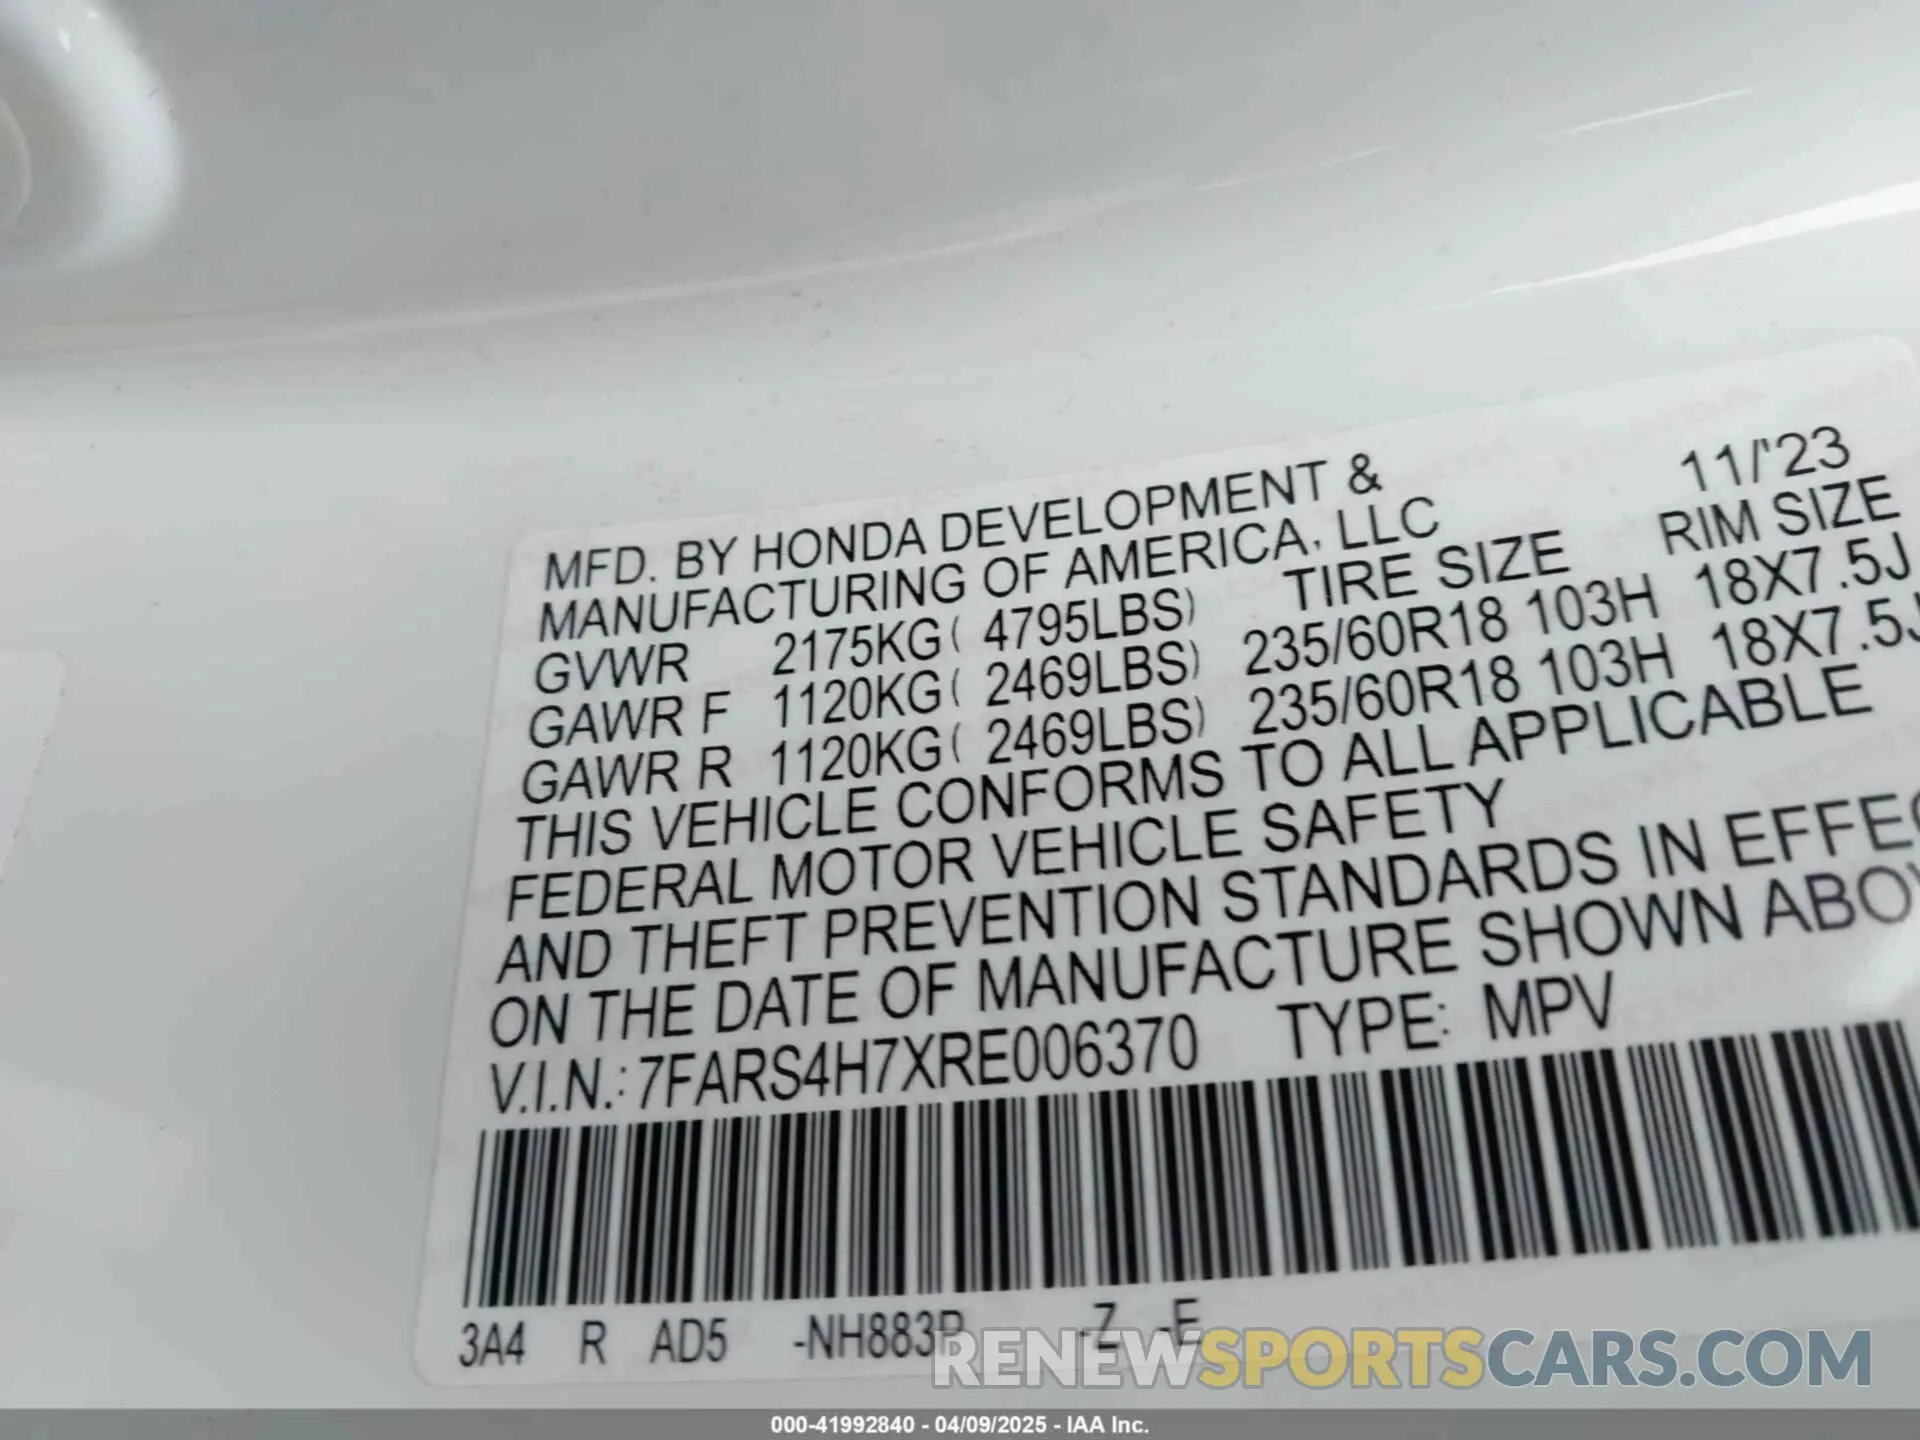 MFD. BY HONDA DEVELOPMENT & 11/'23
MANUFACTURING OF AMERICA, LLC
GVWR 2175KG( 4795LBS) TIRE SIZE RIM SIZE
GAWR F 1120KG( 2469LBS) 235/60R18 103H 18X7.5J
GAWR R 1120KG( 2469LBS) 235/60R18 103H 18X7.5J
THIS VEHICLE CONFORMS TO ALL APPLICABLE
FEDERAL MOTOR VEHICLE SAFETY
AND THEFT PREVENTION STANDARDS IN EFFEC
ON THE DATE OF MANUFACTURE SHOWN ABOV
V.I.N.: 7FARS4H7XRE006370 TYPE: MPV
3A4 R AD5 -NH883P -Z -E
RENEWSPORTSCARS.COM
000-41992840 - 04/09/2025 - IAA Inc.